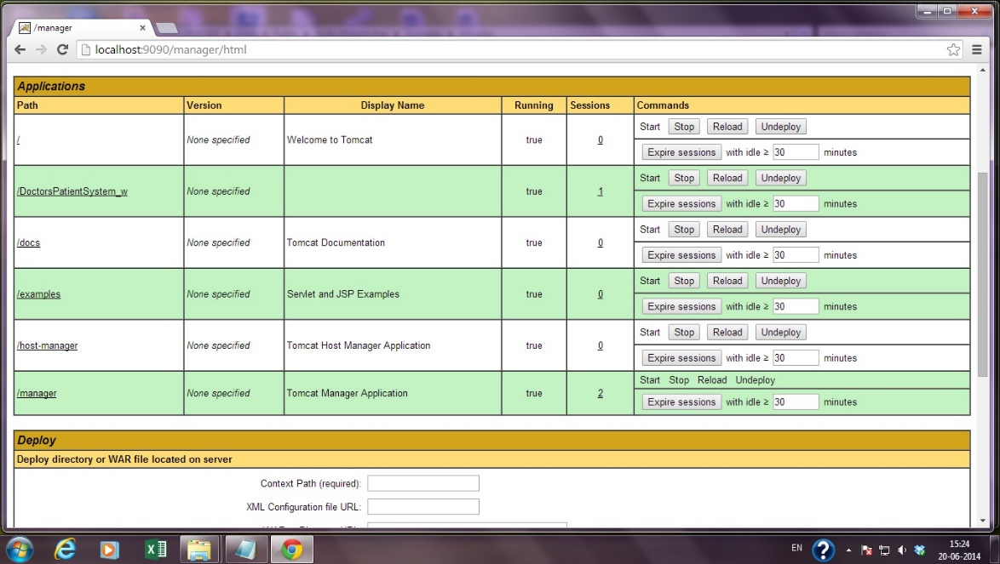 /manager
localhost:9090/manager/html
Applications
Path Version Display Name Running Sessions Commands
/ None specified Welcome to Tomcat true 0 Start Stop Reload Undeploy
Expire sessions with idle ≥ 30 minutes
/DoctorsPatientSystem_w None specified true 1 Start Stop Reload Undeploy
Expire sessions with idle ≥ 30 minutes
/docs None specified Tomcat Documentation true 0 Start Stop Reload Undeploy
Expire sessions with idle ≥ 30 minutes
/examples None specified Servlet and JSP Examples true 0 Start Stop Reload Undeploy
Expire sessions with idle ≥ 30 minutes
/host-manager None specified Tomcat Host Manager Application true 0 Start Stop Reload Undeploy
Expire sessions with idle ≥ 30 minutes
/manager None specified Tomcat Manager Application true 2 Start Stop Reload Undeploy
Expire sessions with idle ≥ 30 minutes
Deploy
Deploy directory or WAR file located on server
Context Path (required):
XML Configuration file URL:
EN 15:24
20-06-2014